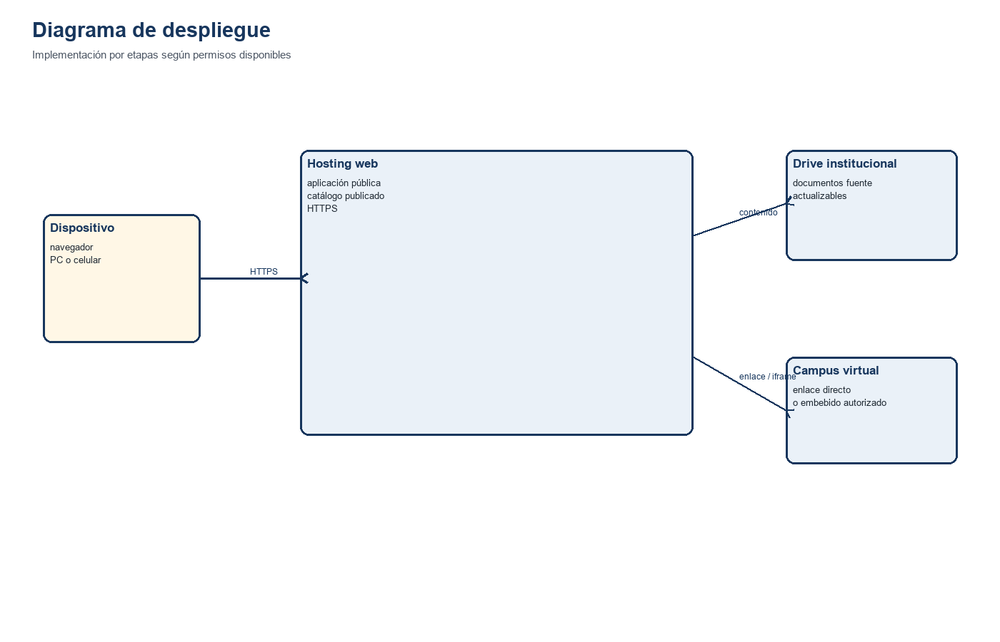 Diagrama de despliegue
Implementación por etapas según permisos disponibles
Dispositivo
navegador
PC o celular
HTTPS
Hosting web
aplicación pública
catálogo publicado
HTTPS
contenido
Drive institucional
documentos fuente
actualizables
enlace / iframe
Campus virtual
enlace directo
o embebido autorizado